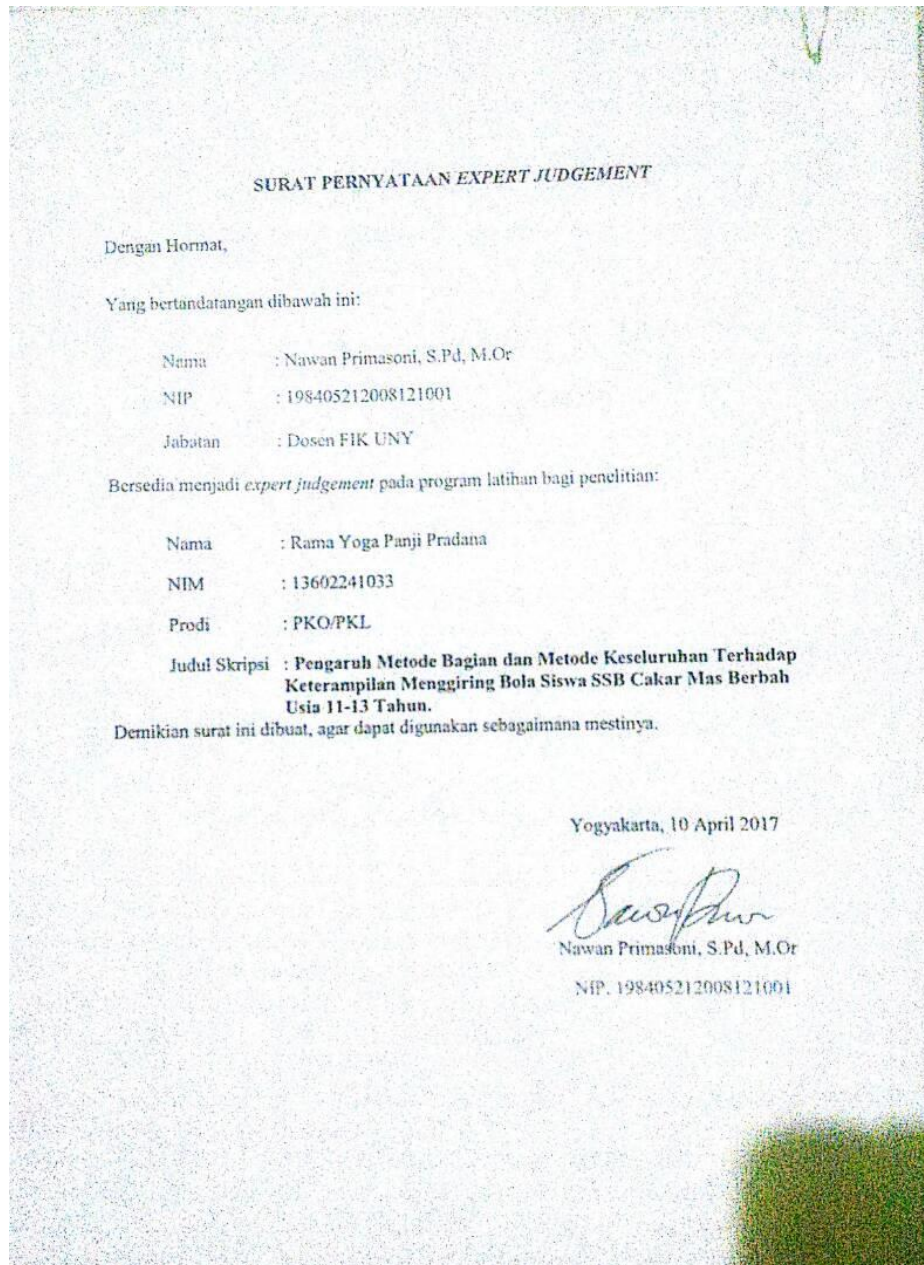 SURAT PERNYATAAN EXPERT JUDGEMENT
Dengan Hormat,
Yang bertandatangan dibawah ini:
Nama : Nawan Primasoni, S.Pd, M.Or
NIP : 198405212008121001
Jabatan : Dosen FIK UNY
Bersedia menjadi expert judgement pada program latihan bagi penelitian:
Nama : Rama Yoga Panji Pradana
NIM : 13602241033
Prodi : PKO/PKL
Judul Skripsi : Pengaruh Metode Bagian dan Metode Keseluruhan Terhadap
Keterampilan Menggiring Bola Siswa SSB Cakar Mas Berbah
Usia 11-13 Tahun.
Demikian surat ini dibuat, agar dapat digunakan sebagaimana mestinya.
Yogyakarta, 10 April 2017
Nawan Primasoni, S.Pd, M.Or
NIP. 198405212008121001